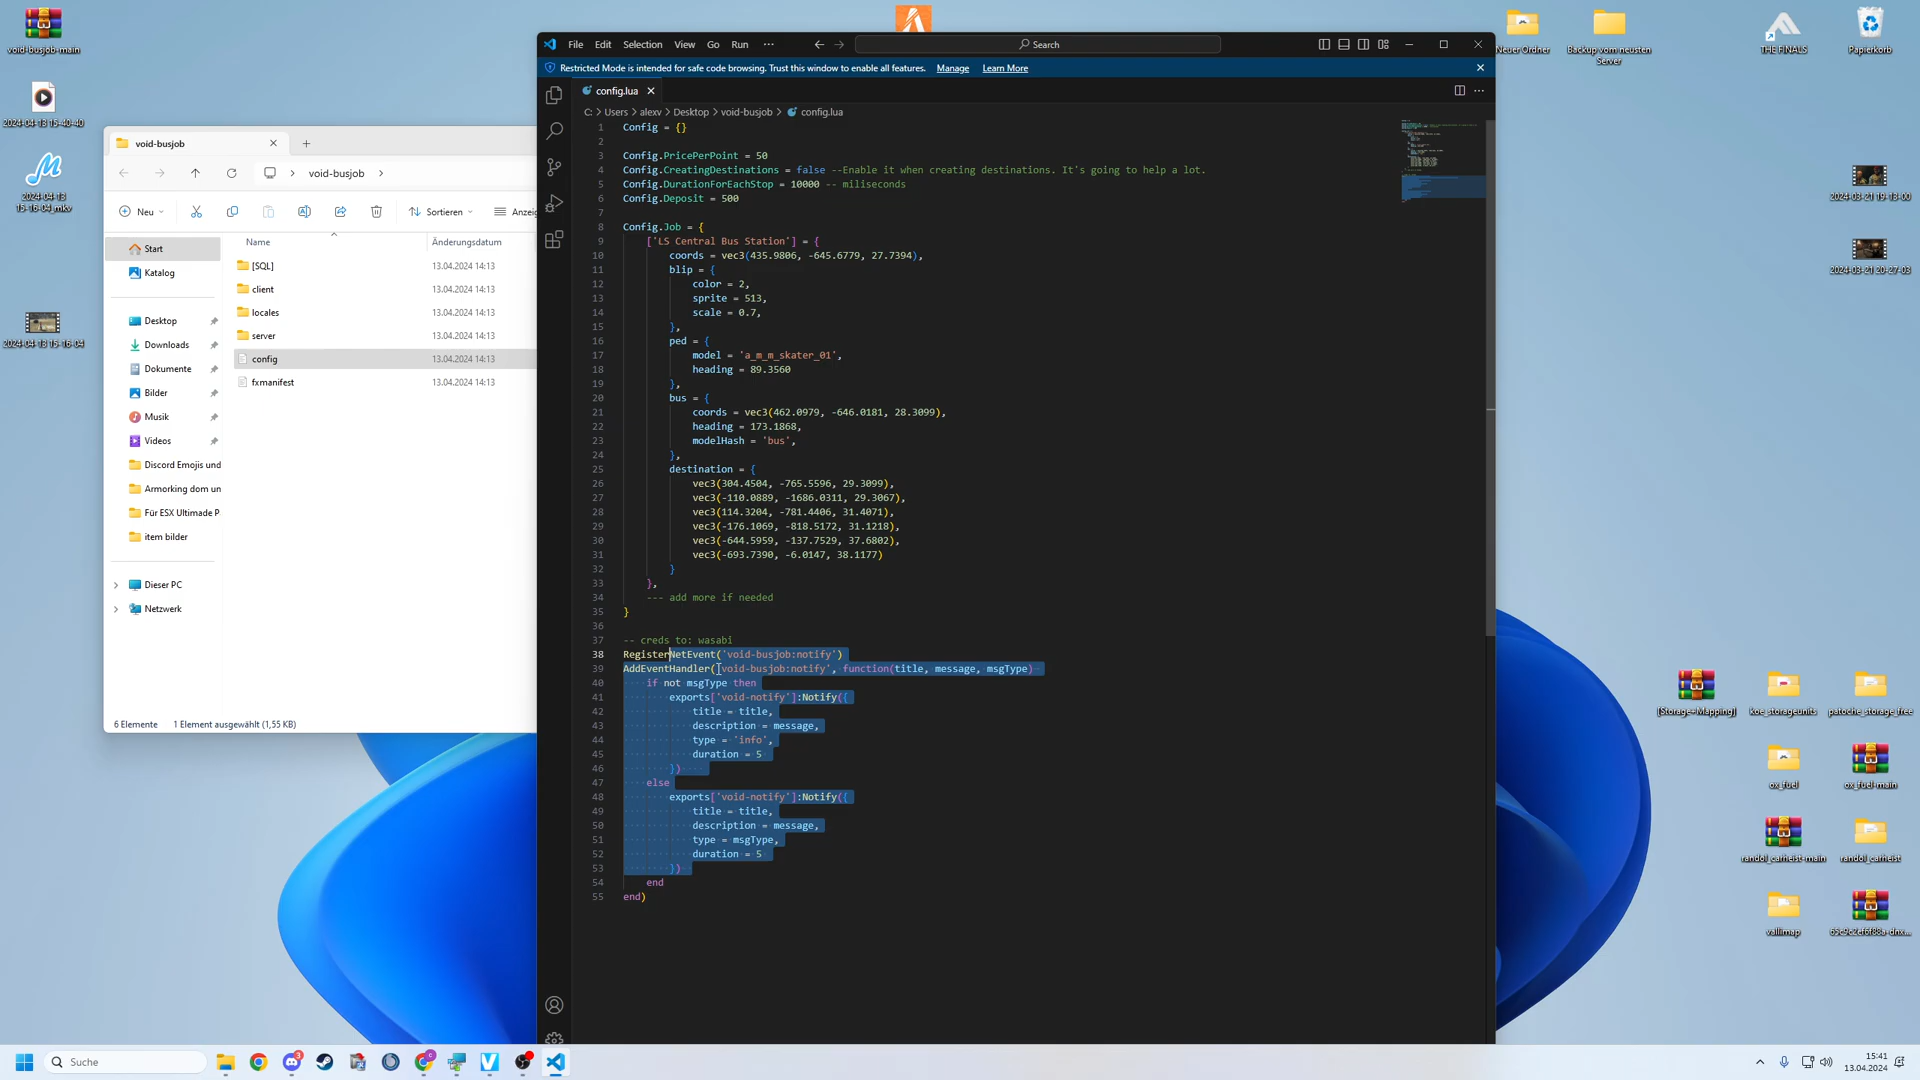 void-busjob-main
2024-04-13 15-40-40
2024-04-13
15-16-04_mkv
2024-04-13 15-16-04
void-busjob
void-busjob
Neu
Sortieren
Anzeig
Name
Änderungsdatum
Start
Katalog
Desktop
Downloads
Dokumente
Bilder
Musik
Videos
Discord Emojis und
Armorking dom un
Für ESX Ultimade P
item bilder
Dieser PC
Netzwerk
[SQL] 13.04.2024 14:13
client 13.04.2024 14:13
locales 13.04.2024 14:13
server 13.04.2024 14:13
config 13.04.2024 14:13
fxmanifest 13.04.2024 14:13
6 Elemente
1 Element ausgewählt (1,55 KB)
File Edit Selection View Go Run ···
Search
Restricted Mode is intended for safe code browsing. Trust this window to enable all features. Manage Learn More
config.lua
C: > Users > alexv > Desktop > void-busjob > config.lua
1 Config = {}
2
3 Config.PricePerPoint = 50
4 Config.CreatingDestinations = false --Enable it when creating destinations. It's going to help a lot.
5 Config.DurationForEachStop = 10000 -- miliseconds
6 Config.Deposit = 500
7
8 Config.Job = {
9 ['LS Central Bus Station'] = {
10 coords = vec3(435.9806, -645.6779, 27.7394),
11 blip = {
12 color = 2,
13 sprite = 513,
14 scale = 0.7,
15 },
16 ped = {
17 model = 'a_m_m_skater_01',
18 heading = 89.3560
19 },
20 bus = {
21 coords = vec3(462.0979, -646.0181, 28.3099),
22 heading = 173.1868,
23 modelHash = 'bus',
24 },
25 destination = {
26 vec3(304.4504, -765.5596, 29.3099),
27 vec3(-110.0889, -1686.0311, 29.3067),
28 vec3(114.3204, -781.4406, 31.4071),
29 vec3(-176.1069, -818.5172, 31.1218),
30 vec3(-644.5959, -137.7529, 37.6802),
31 vec3(-693.7390, -6.0147, 38.1177)
32 }
33 },
34 --- add more if needed
35 }
36
37 -- creds to: wasabi
38 RegisterNetEvent('void-busjob:notify')
39 AddEventHandler('void-busjob:notify', function(title, message, msgType)
40 if not msgType then
41 exports['void-notify']:Notify({
42 title = title,
43 description = message,
44 type = 'info',
45 duration = 5
46 })
47 else
48 exports['void-notify']:Notify({
49 title = title,
50 description = message,
51 type = msgType,
52 duration = 5
53 })
54 end
55 end)
Neuer Ordner
Backup vom neusten
Server
THE FINALS
Papierkorb
2024-03-21 19-13-00
2024-03-21 20-27-03
[Storage+Mapping]
koe_storageunits
patoche_storage_free
ox_fuel
ox_fuel-main
randol_carheist-main
randol_carheist
vallimap
Suche
3
15:41
13.04.2024